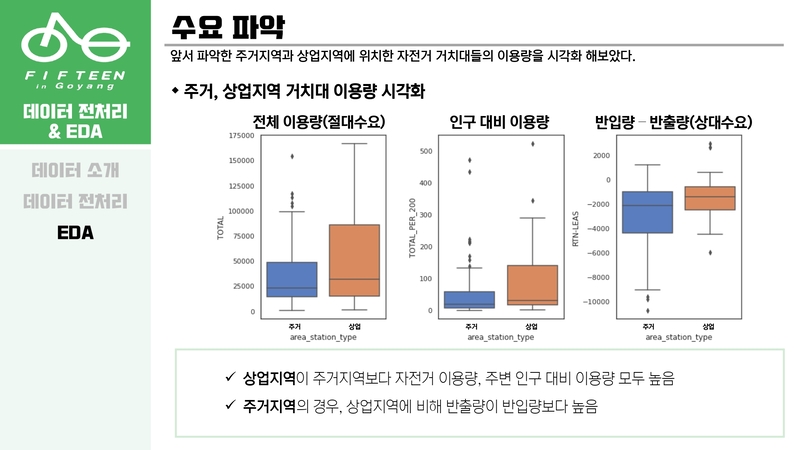 FIFTEEN
in Goyang
데이터 전처리
& EDA
데이터 소개
데이터 전처리
EDA
수요 파악
앞서 파악한 주거지역과 상업지역에 위치한 자전거 거치대들의 이용량을 시각화 해보았다.
◆ 주거, 상업지역 거치대 이용량 시각화
전체 이용량(절대수요)
175000
150000
125000
100000
75000
50000
25000
0
TOTAL
주거 상업
area_station_type
인구 대비 이용량
500
400
300
200
100
0
TOTAL_PER_200
주거 상업
area_station_type
반입량 – 반출량(상대수요)
2000
0
−2000
−4000
−6000
−8000
−10000
RTN-LEAS
주거 상업
area_station_type
✓ 상업지역이 주거지역보다 자전거 이용량, 주변 인구 대비 이용량 모두 높음
✓ 주거지역의 경우, 상업지역에 비해 반출량이 반입량보다 높음